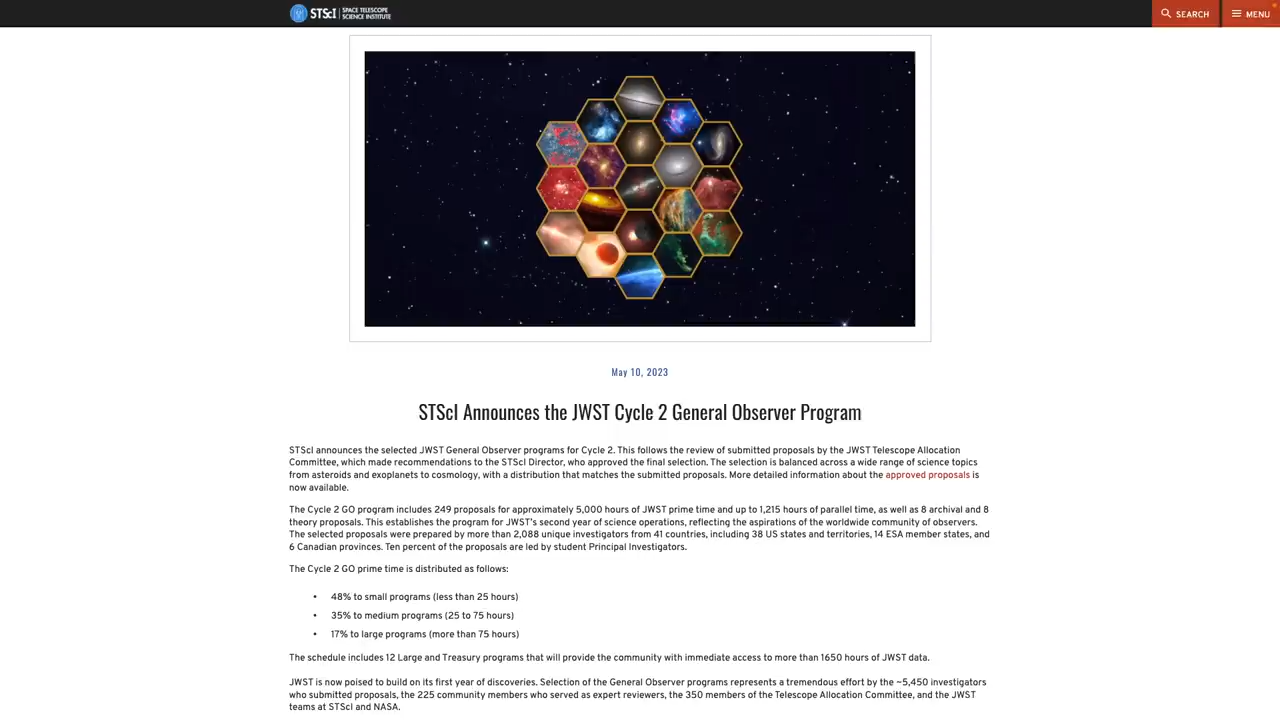 STScI | SPACE TELESCOPE
SCIENCE INSTITUTE
SEARCH
MENU
May 10, 2023
STScI Announces the JWST Cycle 2 General Observer Program
STScI announces the selected JWST General Observer programs for Cycle 2. This follows the review of submitted proposals by the JWST Telescope Allocation
Committee, which made recommendations to the STScI Director, who approved the final selection. The selection is balanced across a wide range of science topics
from asteroids and exoplanets to cosmology, with a distribution that matches the submitted proposals. More detailed information about the approved proposals is
now available.
The Cycle 2 GO program includes 249 proposals for approximately 5,000 hours of JWST prime time and up to 1,215 hours of parallel time, as well as 8 archival and 8
theory proposals. This establishes the program for JWST's second year of science operations, reflecting the aspirations of the worldwide community of observers.
The selected proposals were prepared by more than 2,088 unique investigators from 41 countries, including 38 US states and territories, 14 ESA member states, and
6 Canadian provinces. Ten percent of the proposals are led by student Principal Investigators.
The Cycle 2 GO prime time is distributed as follows:
• 48% to small programs (less than 25 hours)
• 35% to medium programs (25 to 75 hours)
• 17% to large programs (more than 75 hours)
The schedule includes 12 Large and Treasury programs that will provide the community with immediate access to more than 1650 hours of JWST data.
JWST is now poised to build on its first year of discoveries. Selection of the General Observer programs represents a tremendous effort by the ~5,450 investigators
who submitted proposals, the 225 community members who served as expert reviewers, the 350 members of the Telescope Allocation Committee, and the JWST
teams at STScI and NASA.